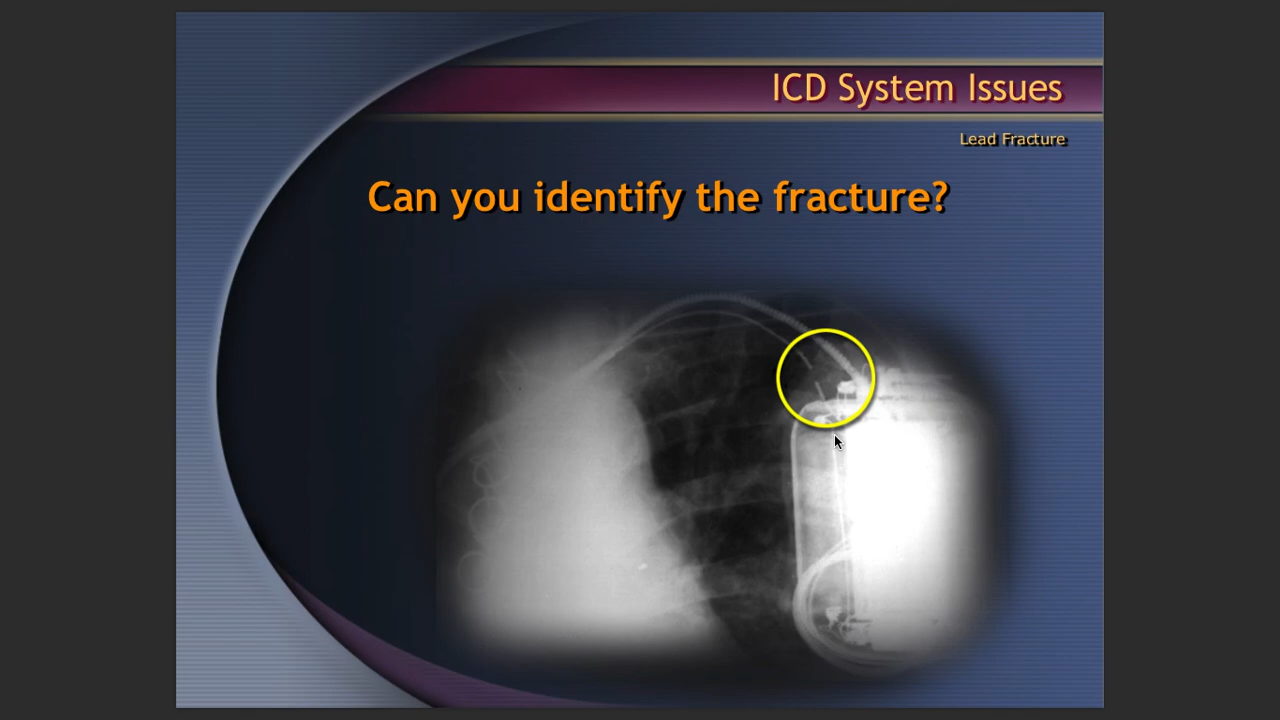 ICD System Issues
Lead Fracture
Can you identify the fracture?